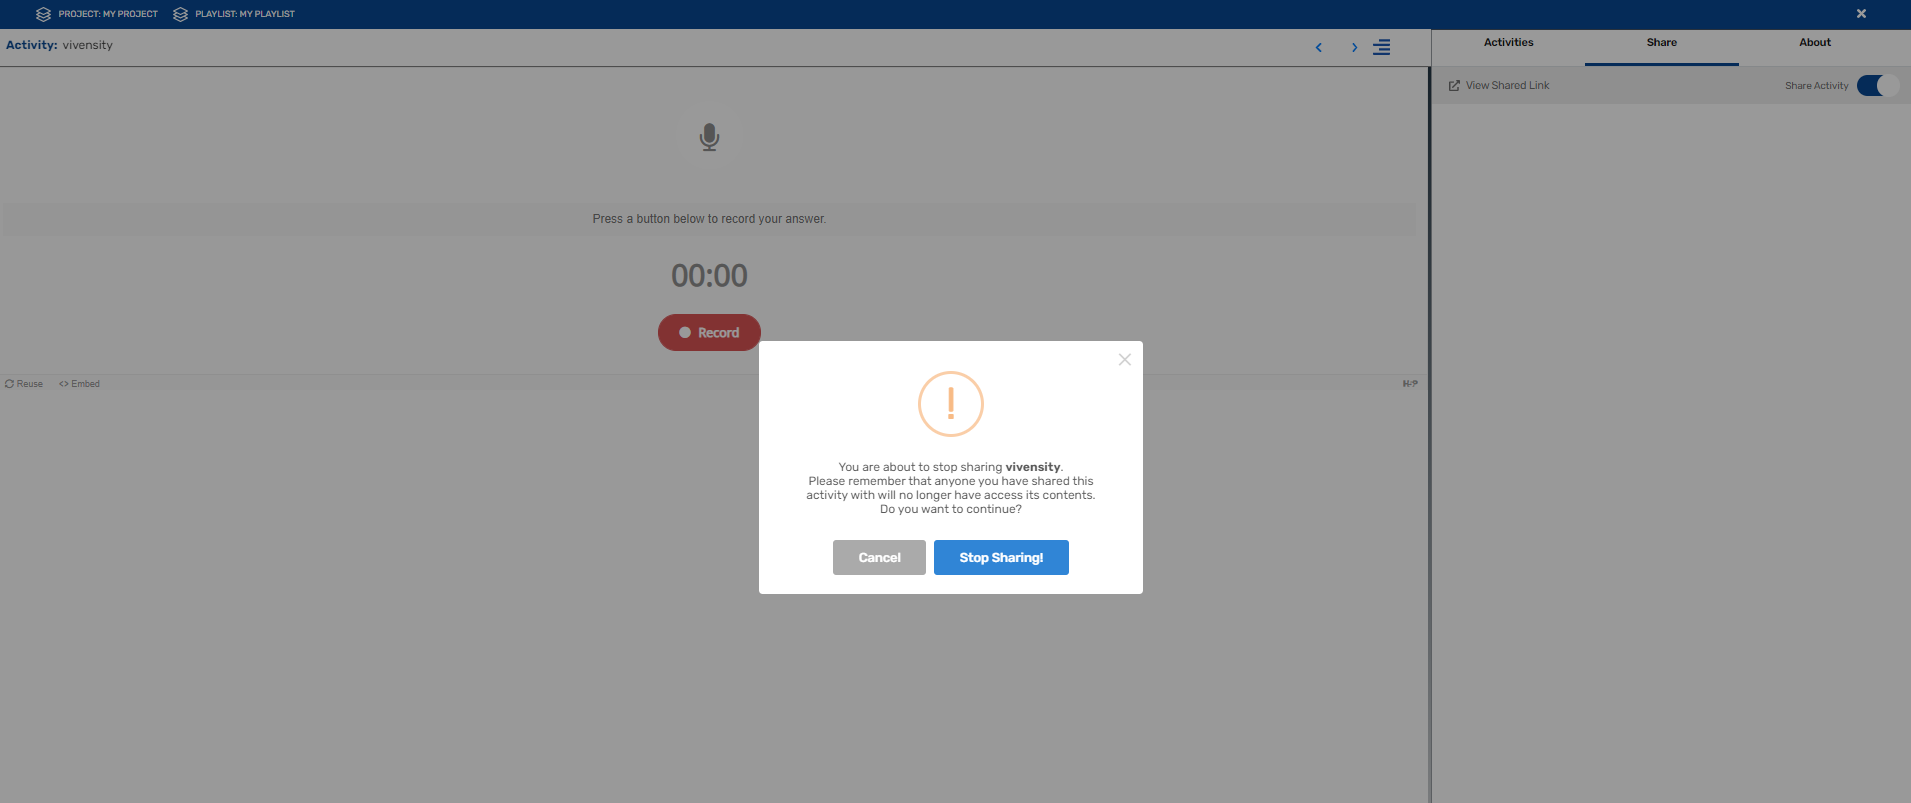 PROJECT: MY PROJECT PLAYLIST: MY PLAYLIST
Activity: vivensity
Activities Share About
View Shared Link Share Activity
Press a button below to record your answer.
00:00
Record
Reuse Embed H5P
You are about to stop sharing vivensity.
Please remember that anyone you have shared this
activity with will no longer have access its contents.
Do you want to continue?
Cancel Stop Sharing!